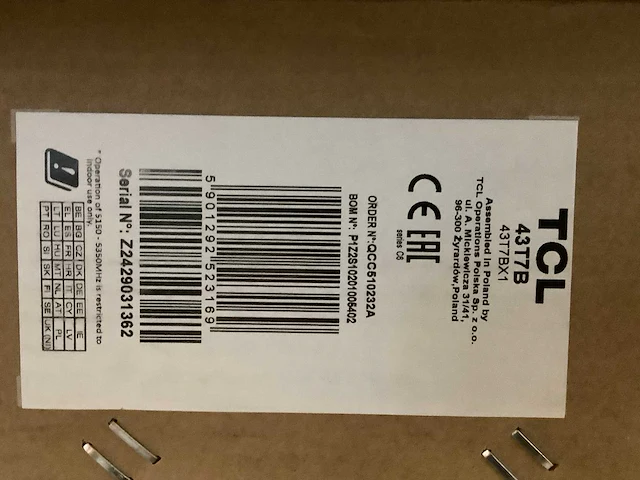 TCL
43T7B
43T7BX1
Assembled in Poland by
TCL Operations Polska Sp. z o.o.
ul. A. Mickiewicza 31/41,
96-300 Żyrardów,Poland
CE EAC
series C6
ORDER N°:QCC510232A
BOM N°: P1Z2S10201005402
5 901292 523169
Serial N°: Z2429031362
* Operation of 5150 - 5350MHz is restricted to
indoor use only.
BE BG CZ DK DE EE IE
EL ES FR HR IT CY LV
LT LU HU MT NL AT PL
PT RO SI SK FI SE UK (NI)